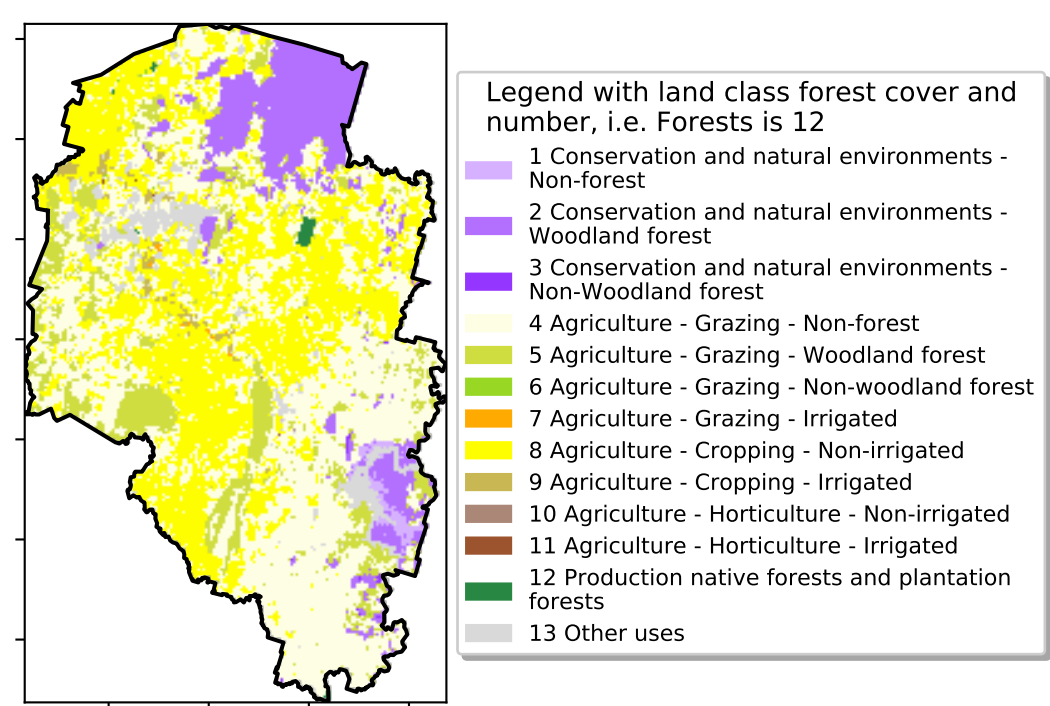 Legend with land class forest cover and
number, i.e. Forests is 12
1 Conservation and natural environments -
Non-forest
2 Conservation and natural environments -
Woodland forest
3 Conservation and natural environments -
Non-Woodland forest
4 Agriculture - Grazing - Non-forest
5 Agriculture - Grazing - Woodland forest
6 Agriculture - Grazing - Non-woodland forest
7 Agriculture - Grazing - Irrigated
8 Agriculture - Cropping - Non-irrigated
9 Agriculture - Cropping - Irrigated
10 Agriculture - Horticulture - Non-irrigated
11 Agriculture - Horticulture - Irrigated
12 Production native forests and plantation
forests
13 Other uses